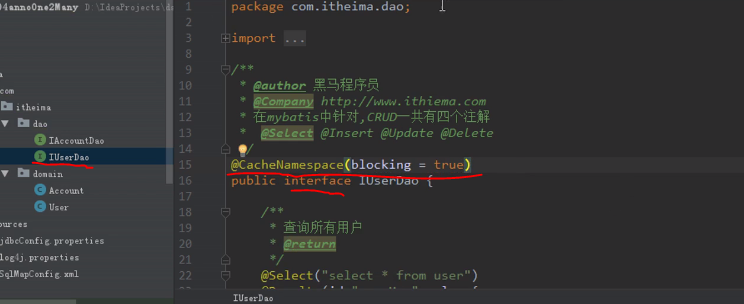 04annoOne2Many D:\IdeaProjects\d
com
itheima
dao
IAccountDao
IUserDao
domain
Account
User
jdbcConfig.properties
log4j.properties
SqlMapConfig.xml
1 package com.itheima.dao;
2
3 import ...
8
9 /**
10 * @author 黑马程序员
11 * @Company http://www.ithiema.com
12 * 在mybatis中针对,CRUD一共有四个注解
13 * @Select @Insert @Update @Delete
14 */
15 @CacheNamespace(blocking = true)
16 public interface IUserDao {
17
18 /**
19 * 查询所有用户
20 * @return
21 */
22 @Select("select * from user")
IUserDao